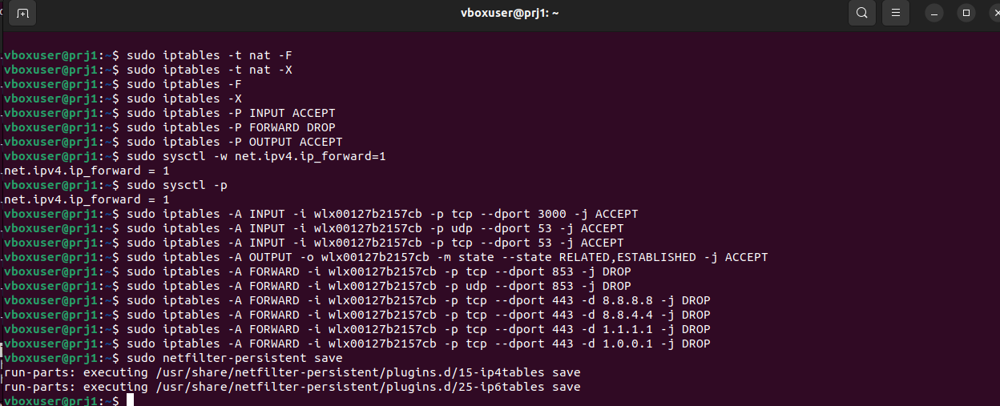 vboxuser@prj1: ~
vboxuser@prj1:~$ sudo iptables -t nat -F
vboxuser@prj1:~$ sudo iptables -t nat -X
vboxuser@prj1:~$ sudo iptables -F
vboxuser@prj1:~$ sudo iptables -X
vboxuser@prj1:~$ sudo iptables -P INPUT ACCEPT
vboxuser@prj1:~$ sudo iptables -P FORWARD DROP
vboxuser@prj1:~$ sudo iptables -P OUTPUT ACCEPT
vboxuser@prj1:~$ sudo sysctl -w net.ipv4.ip_forward=1
net.ipv4.ip_forward = 1
vboxuser@prj1:~$ sudo sysctl -p
net.ipv4.ip_forward = 1
vboxuser@prj1:~$ sudo iptables -A INPUT -i wlx00127b2157cb -p tcp --dport 3000 -j ACCEPT
vboxuser@prj1:~$ sudo iptables -A INPUT -i wlx00127b2157cb -p udp --dport 53 -j ACCEPT
vboxuser@prj1:~$ sudo iptables -A INPUT -i wlx00127b2157cb -p tcp --dport 53 -j ACCEPT
vboxuser@prj1:~$ sudo iptables -A OUTPUT -o wlx00127b2157cb -m state --state RELATED,ESTABLISHED -j ACCEPT
vboxuser@prj1:~$ sudo iptables -A FORWARD -i wlx00127b2157cb -p tcp --dport 853 -j DROP
vboxuser@prj1:~$ sudo iptables -A FORWARD -i wlx00127b2157cb -p udp --dport 853 -j DROP
vboxuser@prj1:~$ sudo iptables -A FORWARD -i wlx00127b2157cb -p tcp --dport 443 -d 8.8.8.8 -j DROP
vboxuser@prj1:~$ sudo iptables -A FORWARD -i wlx00127b2157cb -p tcp --dport 443 -d 8.8.4.4 -j DROP
vboxuser@prj1:~$ sudo iptables -A FORWARD -i wlx00127b2157cb -p tcp --dport 443 -d 1.1.1.1 -j DROP
vboxuser@prj1:~$ sudo iptables -A FORWARD -i wlx00127b2157cb -p tcp --dport 443 -d 1.0.0.1 -j DROP
vboxuser@prj1:~$ sudo netfilter-persistent save
run-parts: executing /usr/share/netfilter-persistent/plugins.d/15-ip4tables save
run-parts: executing /usr/share/netfilter-persistent/plugins.d/25-ip6tables save
vboxuser@prj1:~$